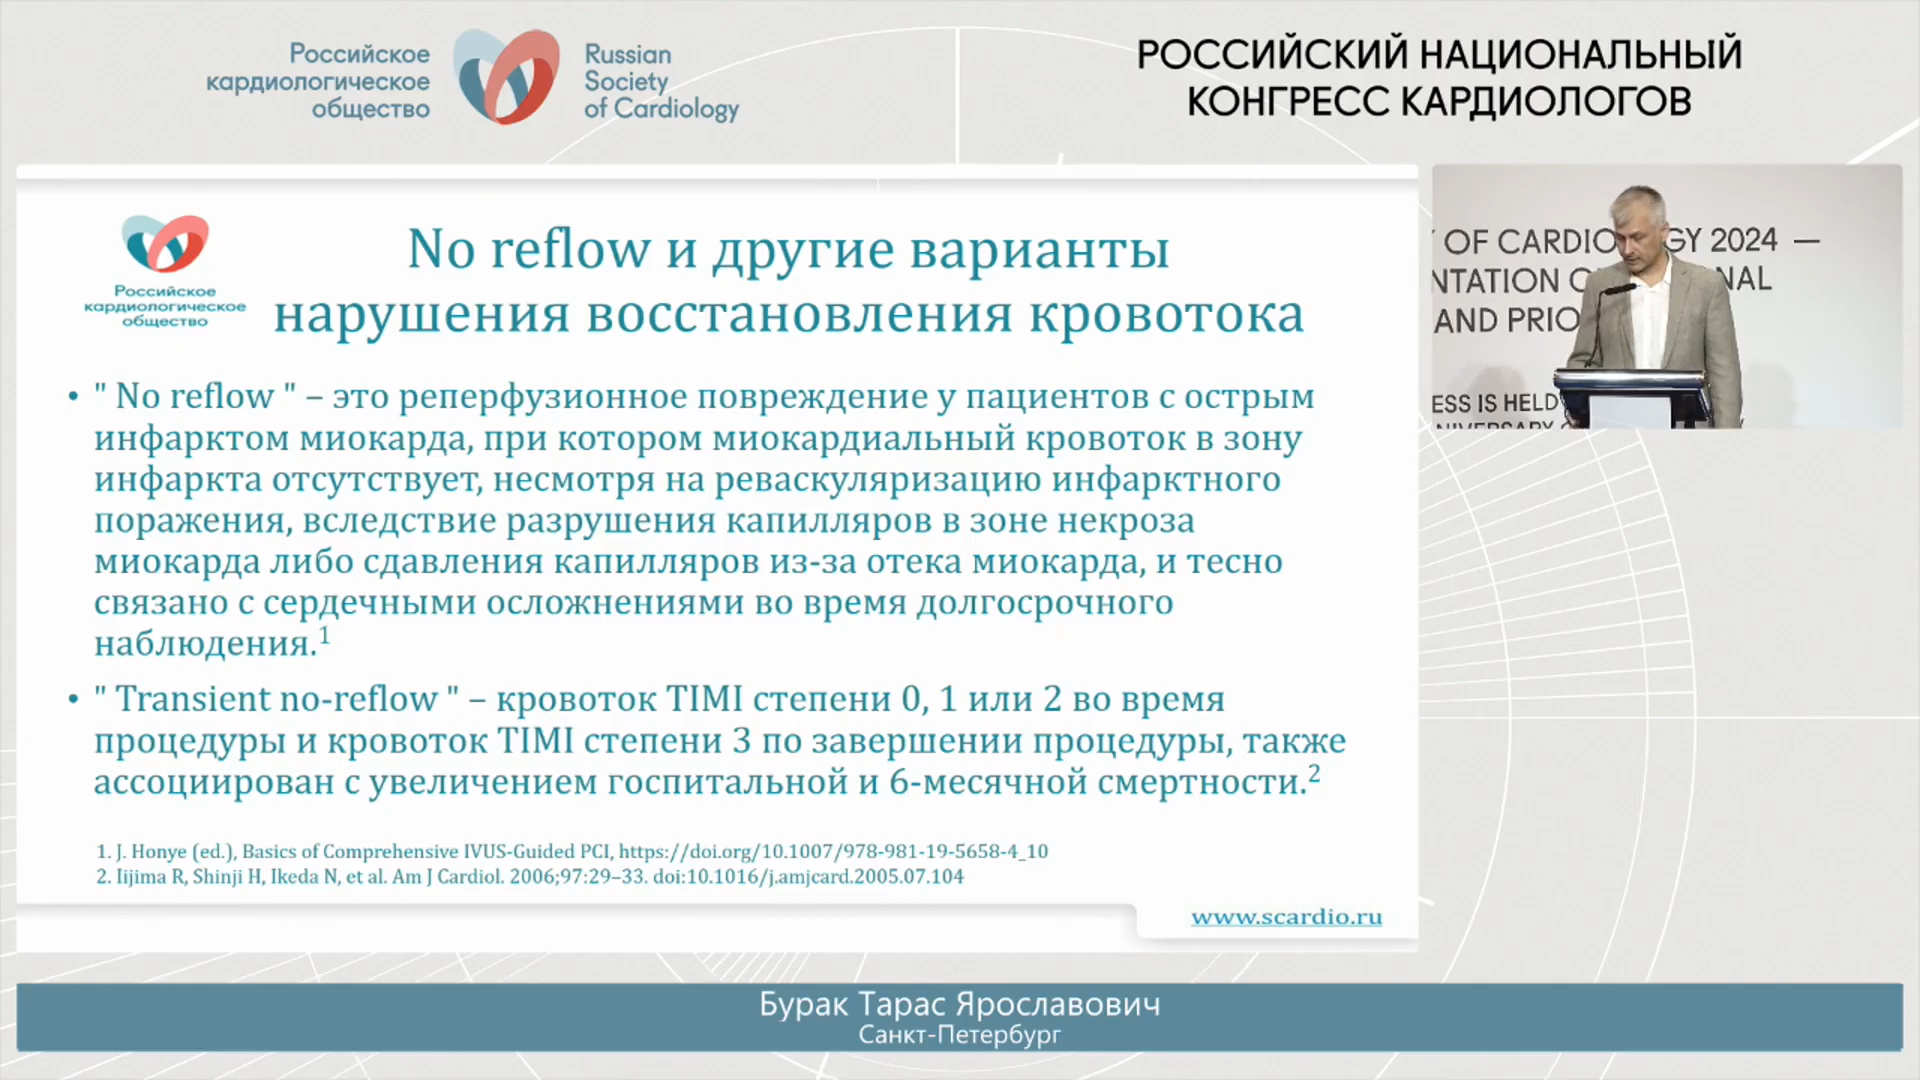 Российское
кардиологическое
общество
Russian
Society
of Cardiology
РОССИЙСКИЙ НАЦИОНАЛЬНЫЙ
КОНГРЕСС КАРДИОЛОГОВ
Российское
кардиологическое
общество
No reflow и другие варианты
нарушения восстановления кровотока
• " No reflow " – это реперфузионное повреждение у пациентов с острым
инфарктом миокарда, при котором миокардиальный кровоток в зону
инфаркта отсутствует, несмотря на реваскуляризацию инфарктного
поражения, вследствие разрушения капилляров в зоне некроза
миокарда либо сдавления капилляров из-за отека миокарда, и тесно
связано с сердечными осложнениями во время долгосрочного
наблюдения.1
• " Transient no-reflow " – кровоток TIMI степени 0, 1 или 2 во время
процедуры и кровоток TIMI степени 3 по завершении процедуры, также
ассоциирован с увеличением госпитальной и 6-месячной смертности.2
1. J. Honye (ed.), Basics of Comprehensive IVUS-Guided PCI, https://doi.org/10.1007/978-981-19-5658-4_10
2. Iijima R, Shinji H, Ikeda N, et al. Am J Cardiol. 2006;97:29–33. doi:10.1016/j.amjcard.2005.07.104
www.scardio.ru
OF CARDIO GY 2024 —
NTATION O NAL
AND PRIO
ESS IS HELD
Бурак Тарас Ярославович
Санкт-Петербург